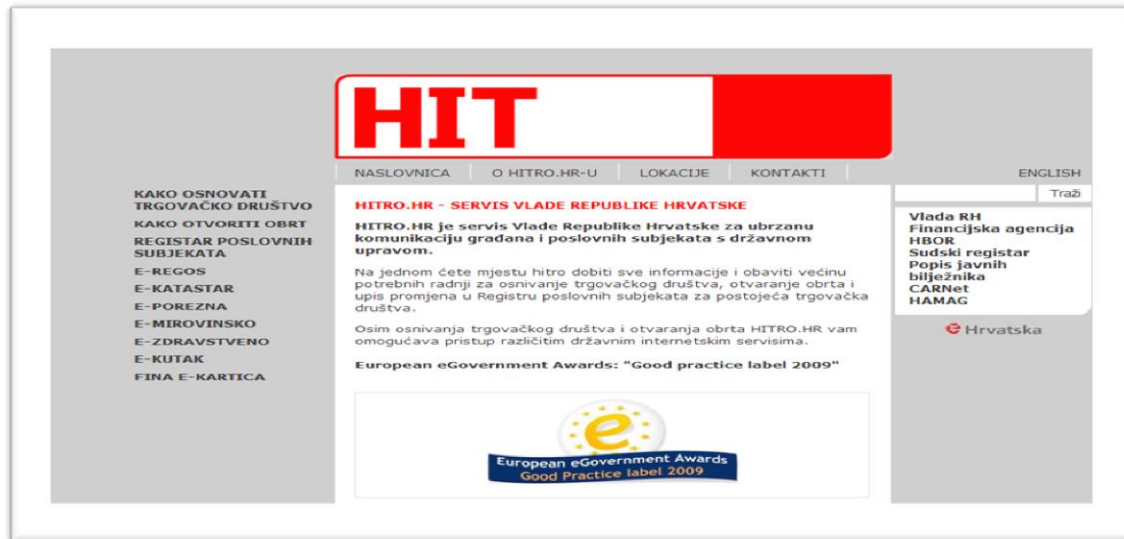 HIT
NASLOVNICA
O HITRO.HR-U
LOKACIJE
KONTAKTI
ENGLISH
KAKO OSNOVATI
TRGOVAČKO DRUŠTVO
KAKO OTVORITI OBRT
REGISTAR POSLOVNIH
SUBJEKATA
E-REGOS
E-KATASTAR
E-POREZNA
E-MIROVINSKO
E-ZDRAVSTVENO
E-KUTAK
FINA E-KARTICA
HITRO.HR - SERVIS VLADE REPUBLIKE HRVATSKE
HITRO.HR je servis Vlade Republike Hrvatske za ubrzanu
komunikaciju građana i poslovnih subjekata s državnom
upravom.
Na jednom ćete mjestu hitro dobiti sve informacije i obaviti većinu
potrebnih radnji za osnivanje trgovačkog društva, otvaranje obrta i
upis promjena u Registru poslovnih subjekata za postojeća trgovačka
društva.
Osim osnivanja trgovačkog društva i otvaranja obrta HITRO.HR vam
omogućava pristup različitim državnim internetskim servisima.
European eGovernment Awards: "Good practice label 2009"
e
European eGovernment Awards
Good Practice label 2009
Traži
Vlada RH
Financijska agencija
HBOR
Sudski registar
Popis javnih
bilježnika
CARNet
HAMAG
e Hrvatska